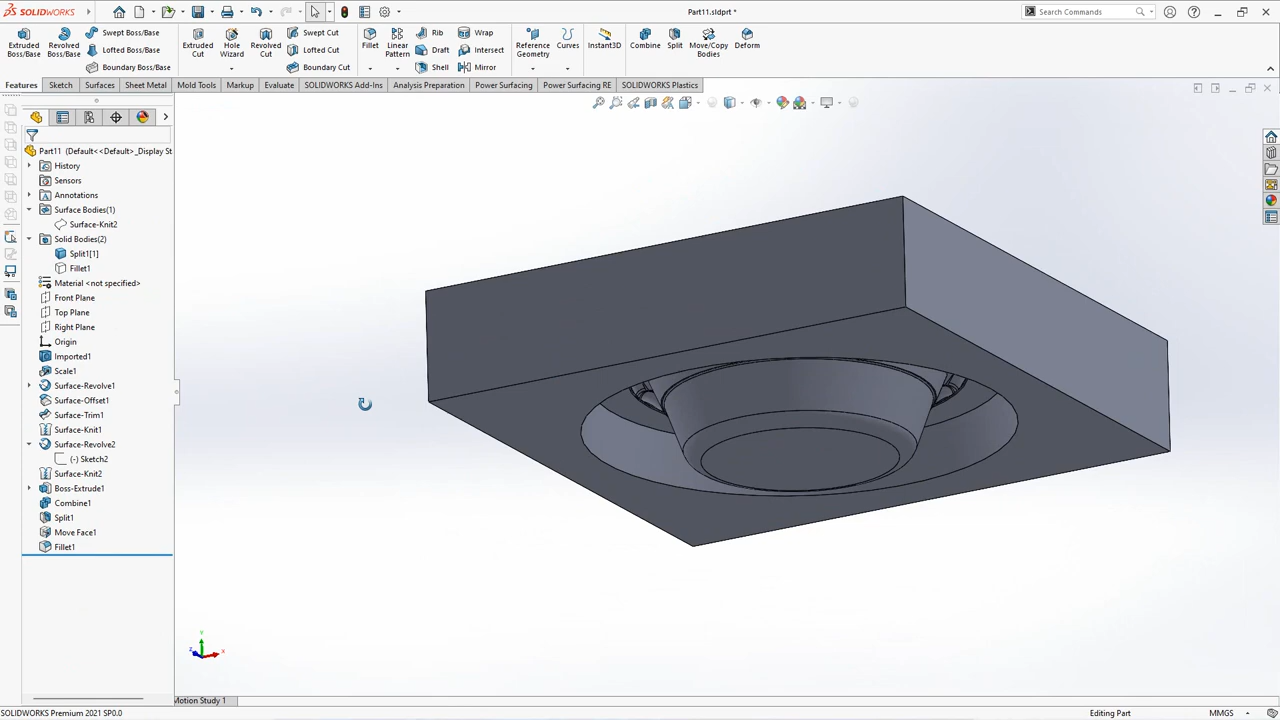 SOLIDWORKS
Part11.sldprt *
Search Commands
Extruded Boss/Base
Revolved Boss/Base
Swept Boss/Base
Lofted Boss/Base
Boundary Boss/Base
Extruded Cut
Hole Wizard
Revolved Cut
Swept Cut
Lofted Cut
Boundary Cut
Fillet
Linear Pattern
Rib
Draft
Shell
Wrap
Intersect
Mirror
Reference Geometry
Curves
Instant3D
Combine
Split
Move/Copy Bodies
Deform
Features
Sketch
Surfaces
Sheet Metal
Mold Tools
Markup
Evaluate
SOLIDWORKS Add-Ins
Analysis Preparation
Power Surfacing
Power Surfacing RE
SOLIDWORKS Plastics
Part11 (Default<<Default>_Display St
History
Sensors
Annotations
Surface Bodies(1)
Surface-Knit2
Solid Bodies(2)
Split1[1]
Fillet1
Material <not specified>
Front Plane
Top Plane
Right Plane
Origin
Imported1
Scale1
Surface-Revolve1
Surface-Offset1
Surface-Trim1
Surface-Knit1
Surface-Revolve2
(-) Sketch2
Surface-Knit2
Boss-Extrude1
Combine1
Split1
Move Face1
Fillet1
Y
Z
X
Motion Study 1
SOLIDWORKS Premium 2021 SP0.0
Editing Part
MMGS